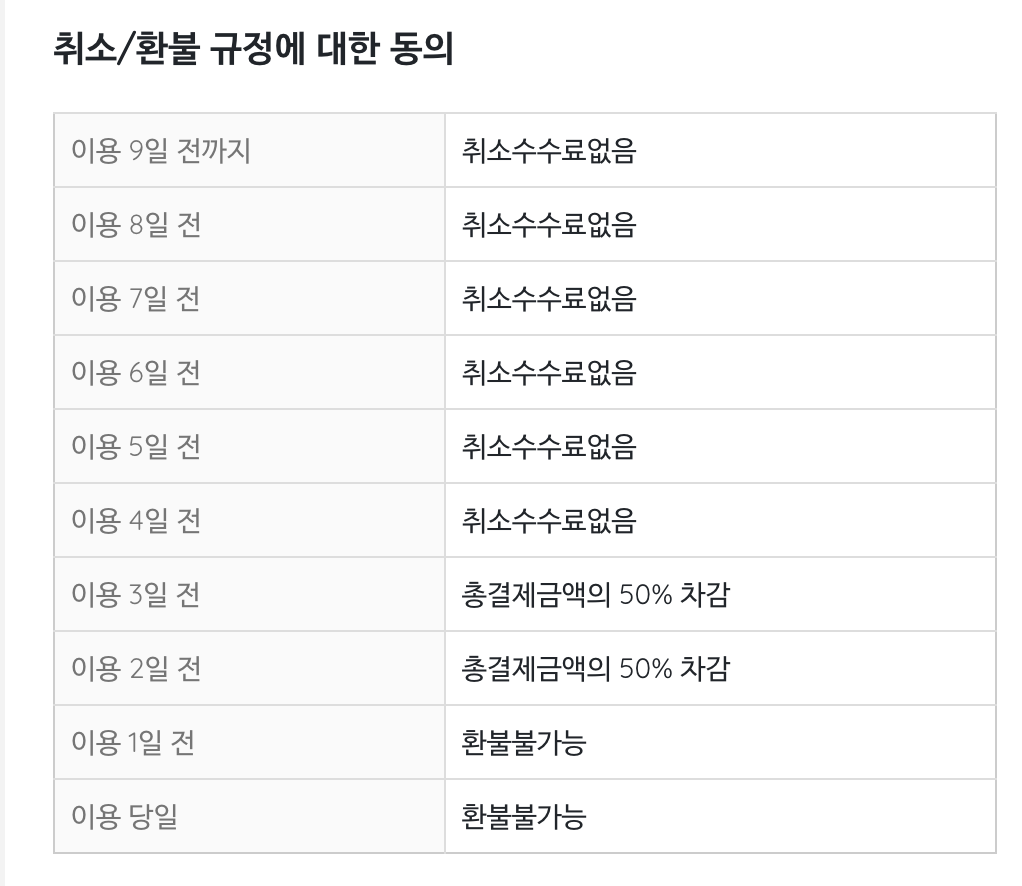 취소/환불 규정에 대한 동의
이용 9일 전까지 취소수수료없음
이용 8일 전 취소수수료없음
이용 7일 전 취소수수료없음
이용 6일 전 취소수수료없음
이용 5일 전 취소수수료없음
이용 4일 전 취소수수료없음
이용 3일 전 총결제금액의 50% 차감
이용 2일 전 총결제금액의 50% 차감
이용 1일 전 환불불가능
이용 당일 환불불가능